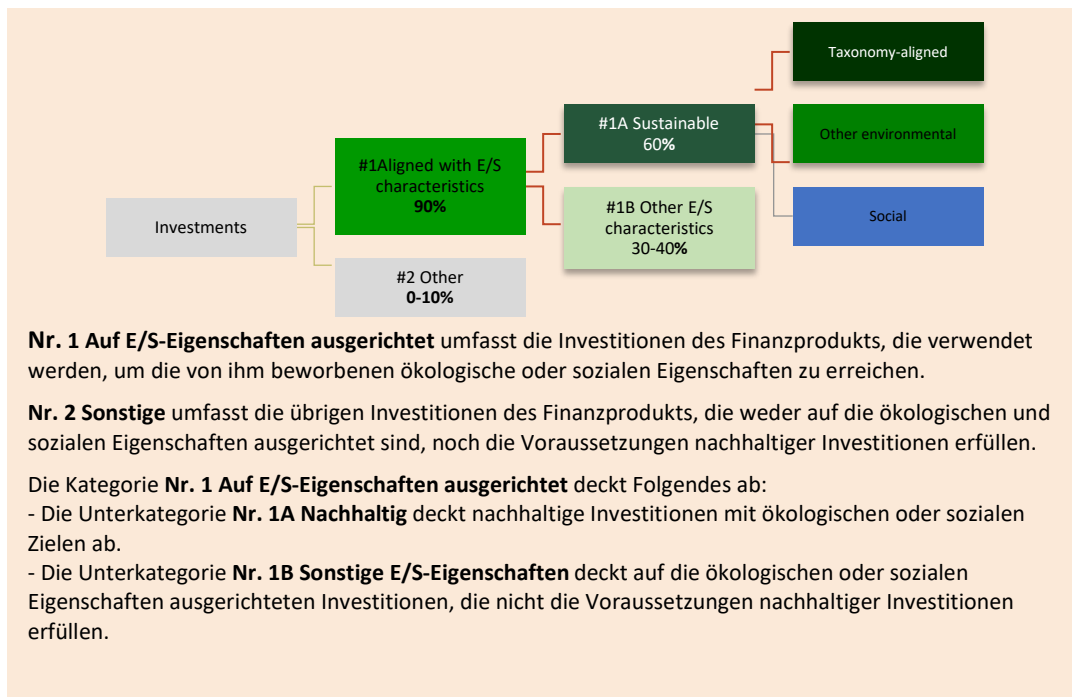 Taxonomy-aligned
#1A Sustainable
60%
Other environmental
#1Aligned with E/S
characteristics
90%
#1B Other E/S
characteristics
30-40%
Social
Investments
#2 Other
0-10%
Nr. 1 Auf E/S-Eigenschaften ausgerichtet umfasst die Investitionen des Finanzprodukts, die verwendet
werden, um die von ihm beworbenen ökologische oder sozialen Eigenschaften zu erreichen.
Nr. 2 Sonstige umfasst die übrigen Investitionen des Finanzprodukts, die weder auf die ökologischen und
sozialen Eigenschaften ausgerichtet sind, noch die Voraussetzungen nachhaltiger Investitionen erfüllen.
Die Kategorie Nr. 1 Auf E/S-Eigenschaften ausgerichtet deckt Folgendes ab:
- Die Unterkategorie Nr. 1A Nachhaltig deckt nachhaltige Investitionen mit ökologischen oder sozialen
Zielen ab.
- Die Unterkategorie Nr. 1B Sonstige E/S-Eigenschaften deckt auf die ökologischen oder sozialen
Eigenschaften ausgerichteten Investitionen, die nicht die Voraussetzungen nachhaltiger Investitionen
erfüllen.